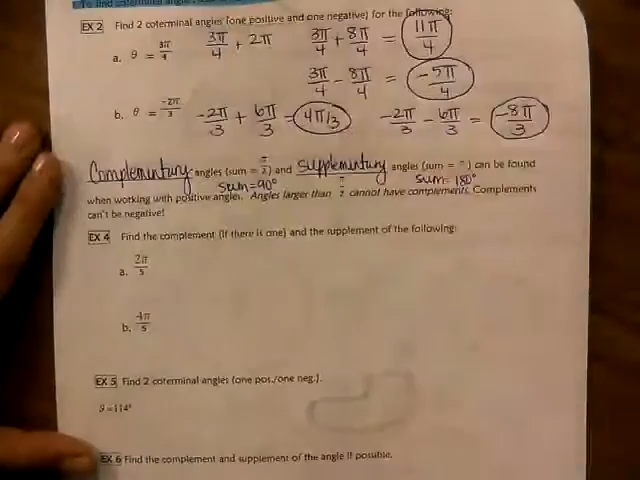 To find coterminal angles,
EX 2 Find 2 coterminal angles (one positive and one negative) for the following:
a. θ = 3π/4 3π/4 + 2π 3π/4 + 8π/4 = 11π/4
3π/4 - 8π/4 = -5π/4
b. θ = -2π/3 -2π/3 + 6π/3 = 4π/3 -2π/3 - 6π/3 = -8π/3
Complementary angles (sum = π/2) and supplementary angles (sum = π) can be found
sum=90° sum=180°
when working with positive angles. Angles larger than π/2 cannot have complements. Complements
can't be negative!
EX 4 Find the complement (if there is one) and the supplement of the following:
a. 2π/5
b. 4π/5
EX 5 Find 2 coterminal angles (one pos./one neg.).
θ=114°
EX 6 Find the complement and supplement of the angle if possible.